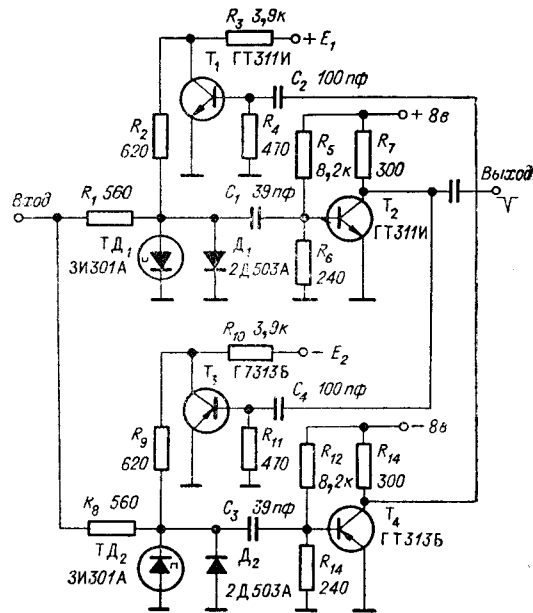 R3 3,9к
+ E1
T1
ГТ311И
C2 100пф
R2
620
R4
470
+ 8в
R5
8,2к
R7
300
Вход
R1 560
C1 39пф
Выход
T2
ГТ311И
ТД1
ЗИ301А
Д1
2Д503А
R6
240
R10 3,9к
- E2
T3
Г7313Б
C4 100пф
R9
620
R11
470
- 8в
R12
8,2к
R14
300
R8 560
C3 39пф
T4
ГТ313Б
ТД2
ЗИ301А
Д2
2Д503А
R14
240